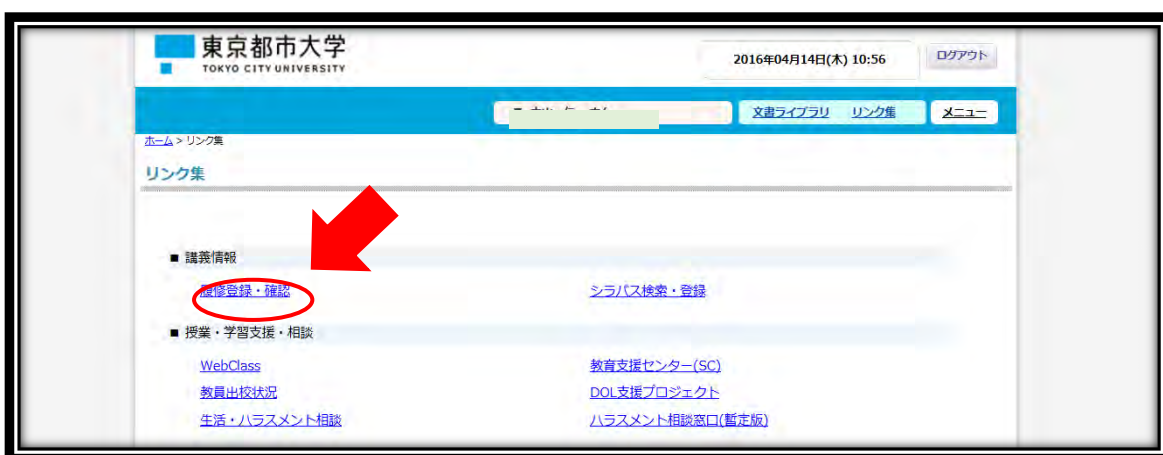 東京都市大学
TOKYO CITY UNIVERSITY
2016年04月14日(木) 10:56
ログアウト
文書ライブラリ リンク集 メニュー
ホーム > リンク集
リンク集
■ 講義情報
履修登録・確認 シラバス検索・登録
■ 授業・学習支援・相談
WebClass 教育支援センター(SC)
教員出校状況 DOL支援プロジェクト
生活・ハラスメント相談 ハラスメント相談窓口(暫定版)